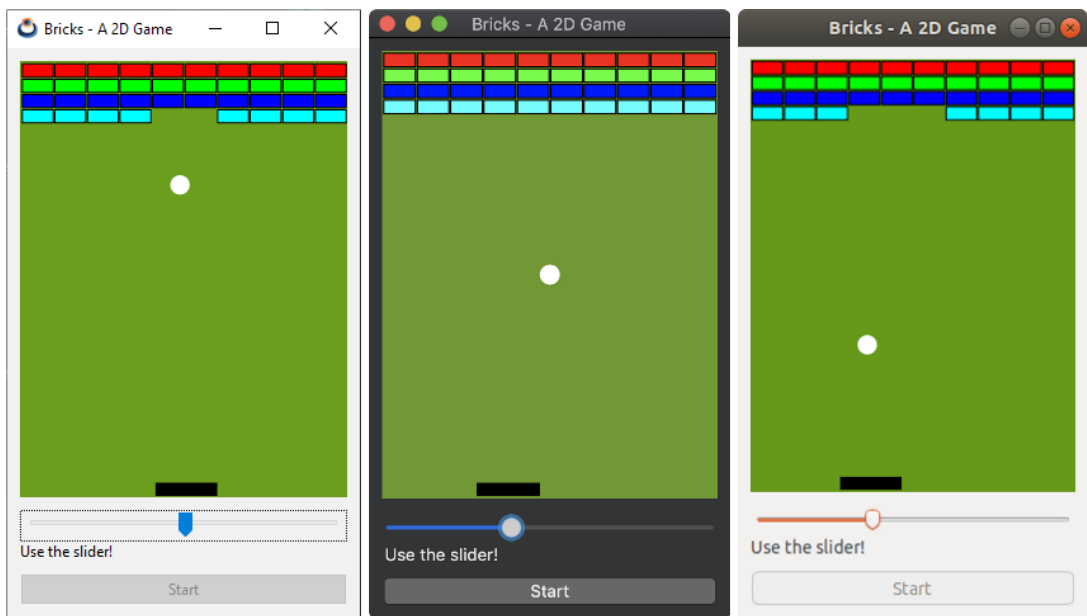 Bricks - A 2D Game
Use the slider!
Start
Bricks - A 2D Game
Use the slider!
Start
Bricks - A 2D Game
Use the slider!
Start